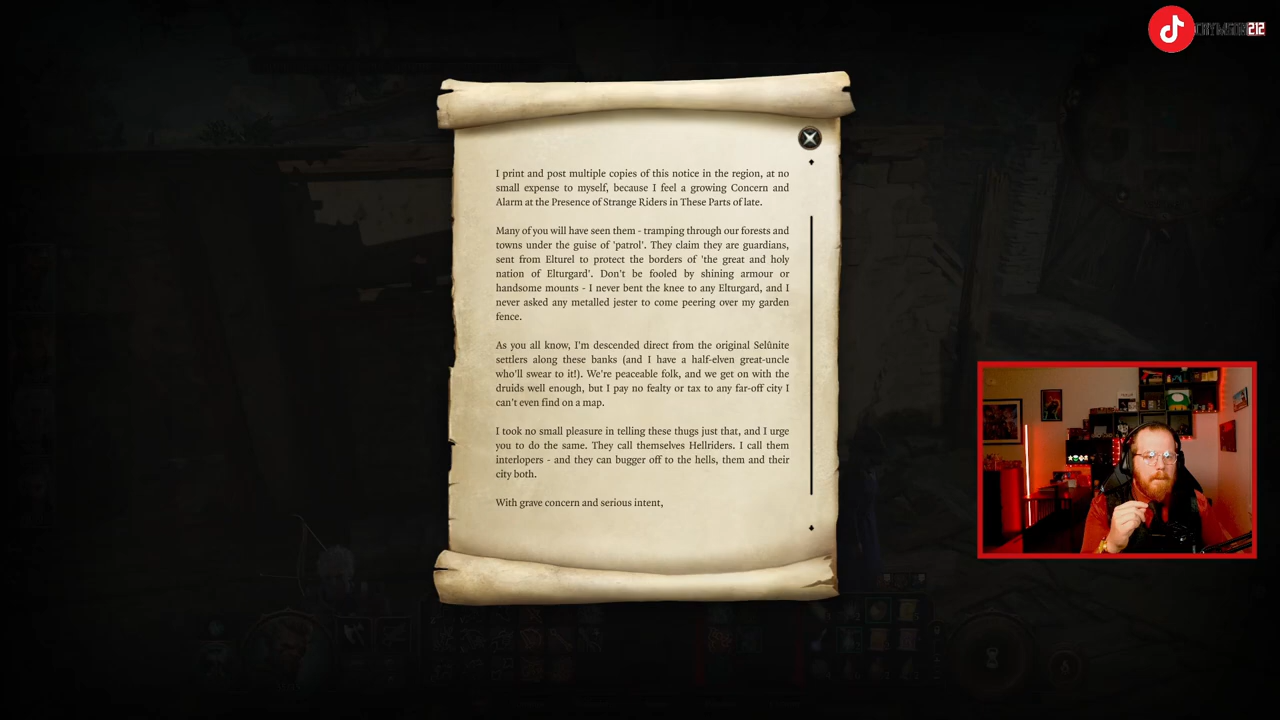 I print and post multiple copies of this notice in the region, at no
small expense to myself, because I feel a growing Concern and
Alarm at the Presence of Strange Riders in These Parts of late.
Many of you will have seen them - tramping through our forests and
towns under the guise of 'patrol'. They claim they are guardians,
sent from Elturel to protect the borders of 'the great and holy
nation of Elturgard'. Don't be fooled by shining armour or
handsome mounts - I never bent the knee to any Elturgard, and I
never asked any metalled jester to come peering over my garden
fence.
As you all know, I'm descended direct from the original Selûnite
settlers along these banks (and I have a half-elven great-uncle
who'll swear to it!). We're peaceable folk, and we get on with the
druids well enough, but I pay no fealty or tax to any far-off city I
can't even find on a map.
I took no small pleasure in telling these thugs just that, and I urge
you to do the same. They call themselves Hellriders. I call them
interlopers - and they can bugger off to the hells, them and their
city both.
With grave concern and serious intent,